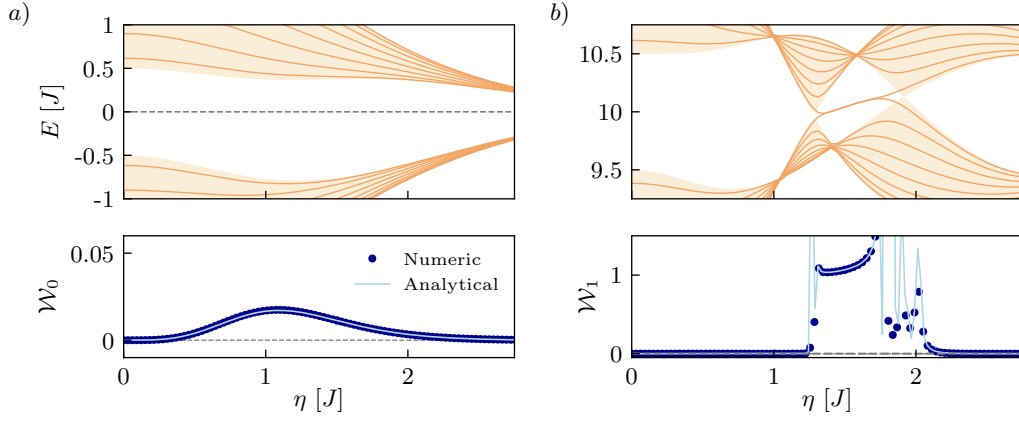 a)
E [J]
1
0.5
0
-0.5
-1
b)
10.5
10
9.5
𝒲₀
0.05
0
Numeric
Analytical
0
1
2
η [J]
𝒲₁
1
0
0
1
2
η [J]